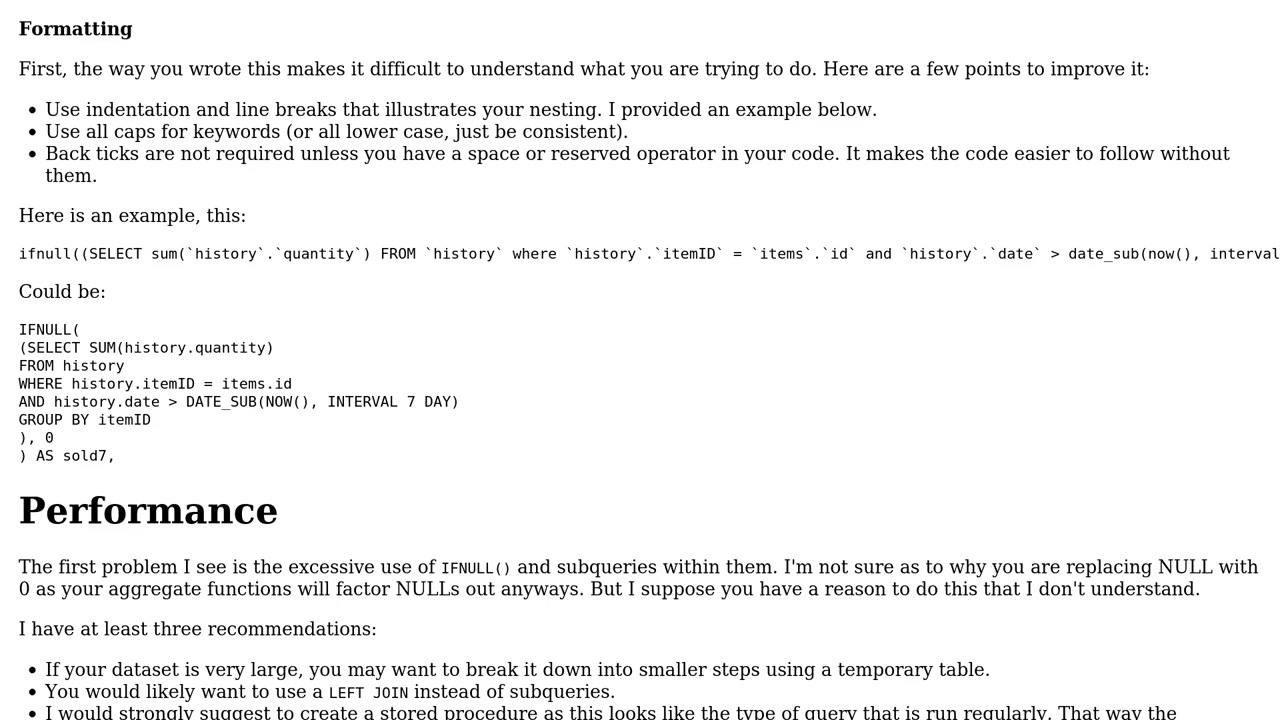 Formatting
First, the way you wrote this makes it difficult to understand what you are trying to do. Here are a few points to improve it:
• Use indentation and line breaks that illustrates your nesting. I provided an example below.
• Use all caps for keywords (or all lower case, just be consistent).
• Back ticks are not required unless you have a space or reserved operator in your code. It makes the code easier to follow without
them.
Here is an example, this:
ifnull((SELECT sum(`history`.`quantity`) FROM `history` where `history`.`itemID` = `items`.`id` and `history`.`date` > date_sub(now(), interval
Could be:
IFNULL(
(SELECT SUM(history.quantity)
FROM history
WHERE history.itemID = items.id
AND history.date > DATE_SUB(NOW(), INTERVAL 7 DAY)
GROUP BY itemID
), 0
) AS sold7,
Performance
The first problem I see is the excessive use of IFNULL() and subqueries within them. I'm not sure as to why you are replacing NULL with
0 as your aggregate functions will factor NULLs out anyways. But I suppose you have a reason to do this that I don't understand.
I have at least three recommendations:
• If your dataset is very large, you may want to break it down into smaller steps using a temporary table.
• You would likely want to use a LEFT JOIN instead of subqueries.
• I would strongly suggest to create a stored procedure as this looks like the type of query that is run regularly. That way the